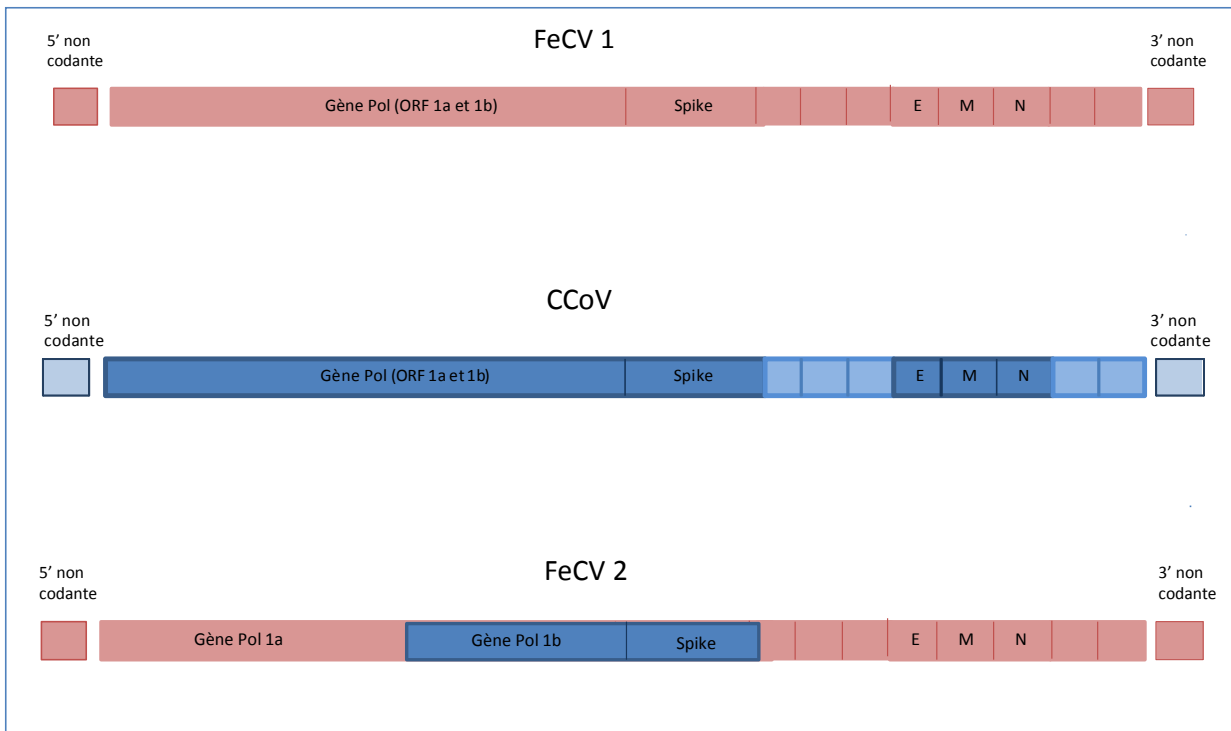 FeCV 1
5’ non
codante
3’ non
codante
Gène Pol (ORF 1a et 1b)
Spike
E
M
N
CCoV
5’ non
codante
3’ non
codante
Gène Pol (ORF 1a et 1b)
Spike
E
M
N
FeCV 2
5’ non
codante
3’ non
codante
Gène Pol 1a
Gène Pol 1b
Spike
E
M
N